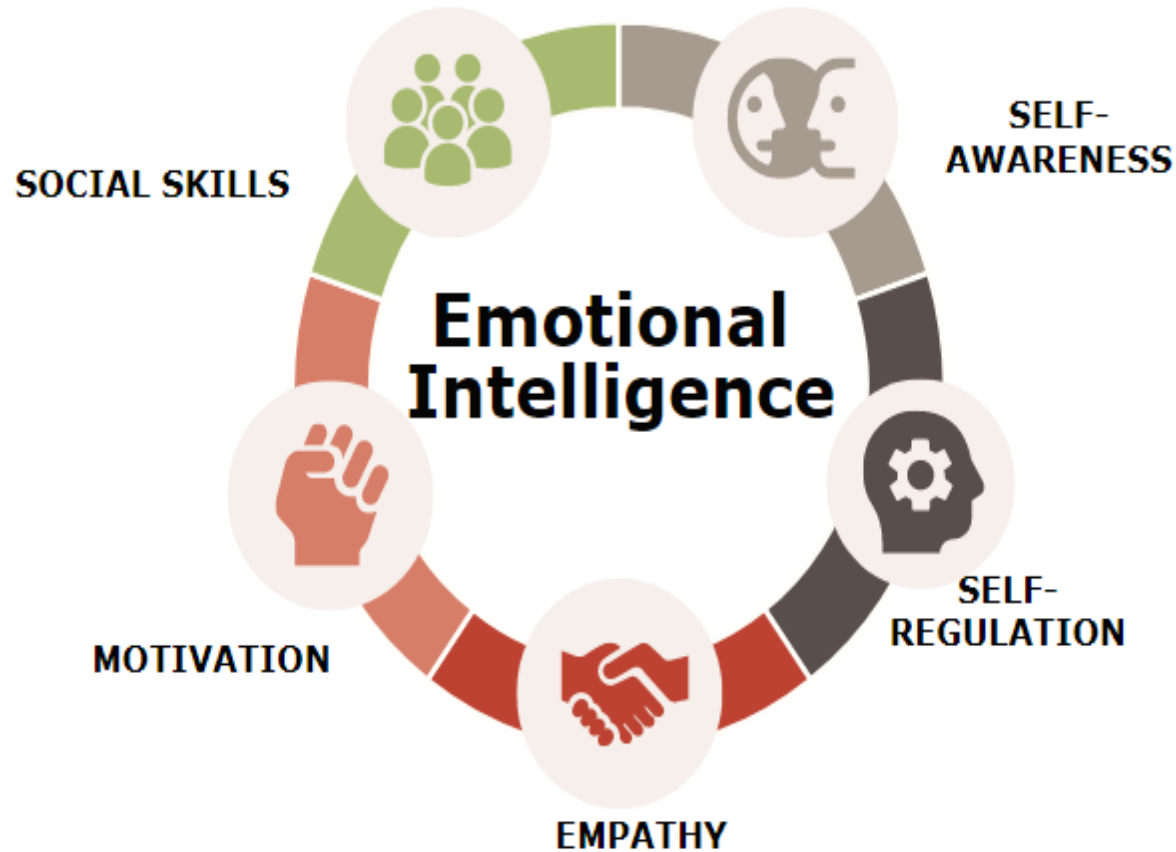 Emotional
Intelligence
SELF-
AWARENESS
SELF-
REGULATION
EMPATHY
MOTIVATION
SOCIAL SKILLS